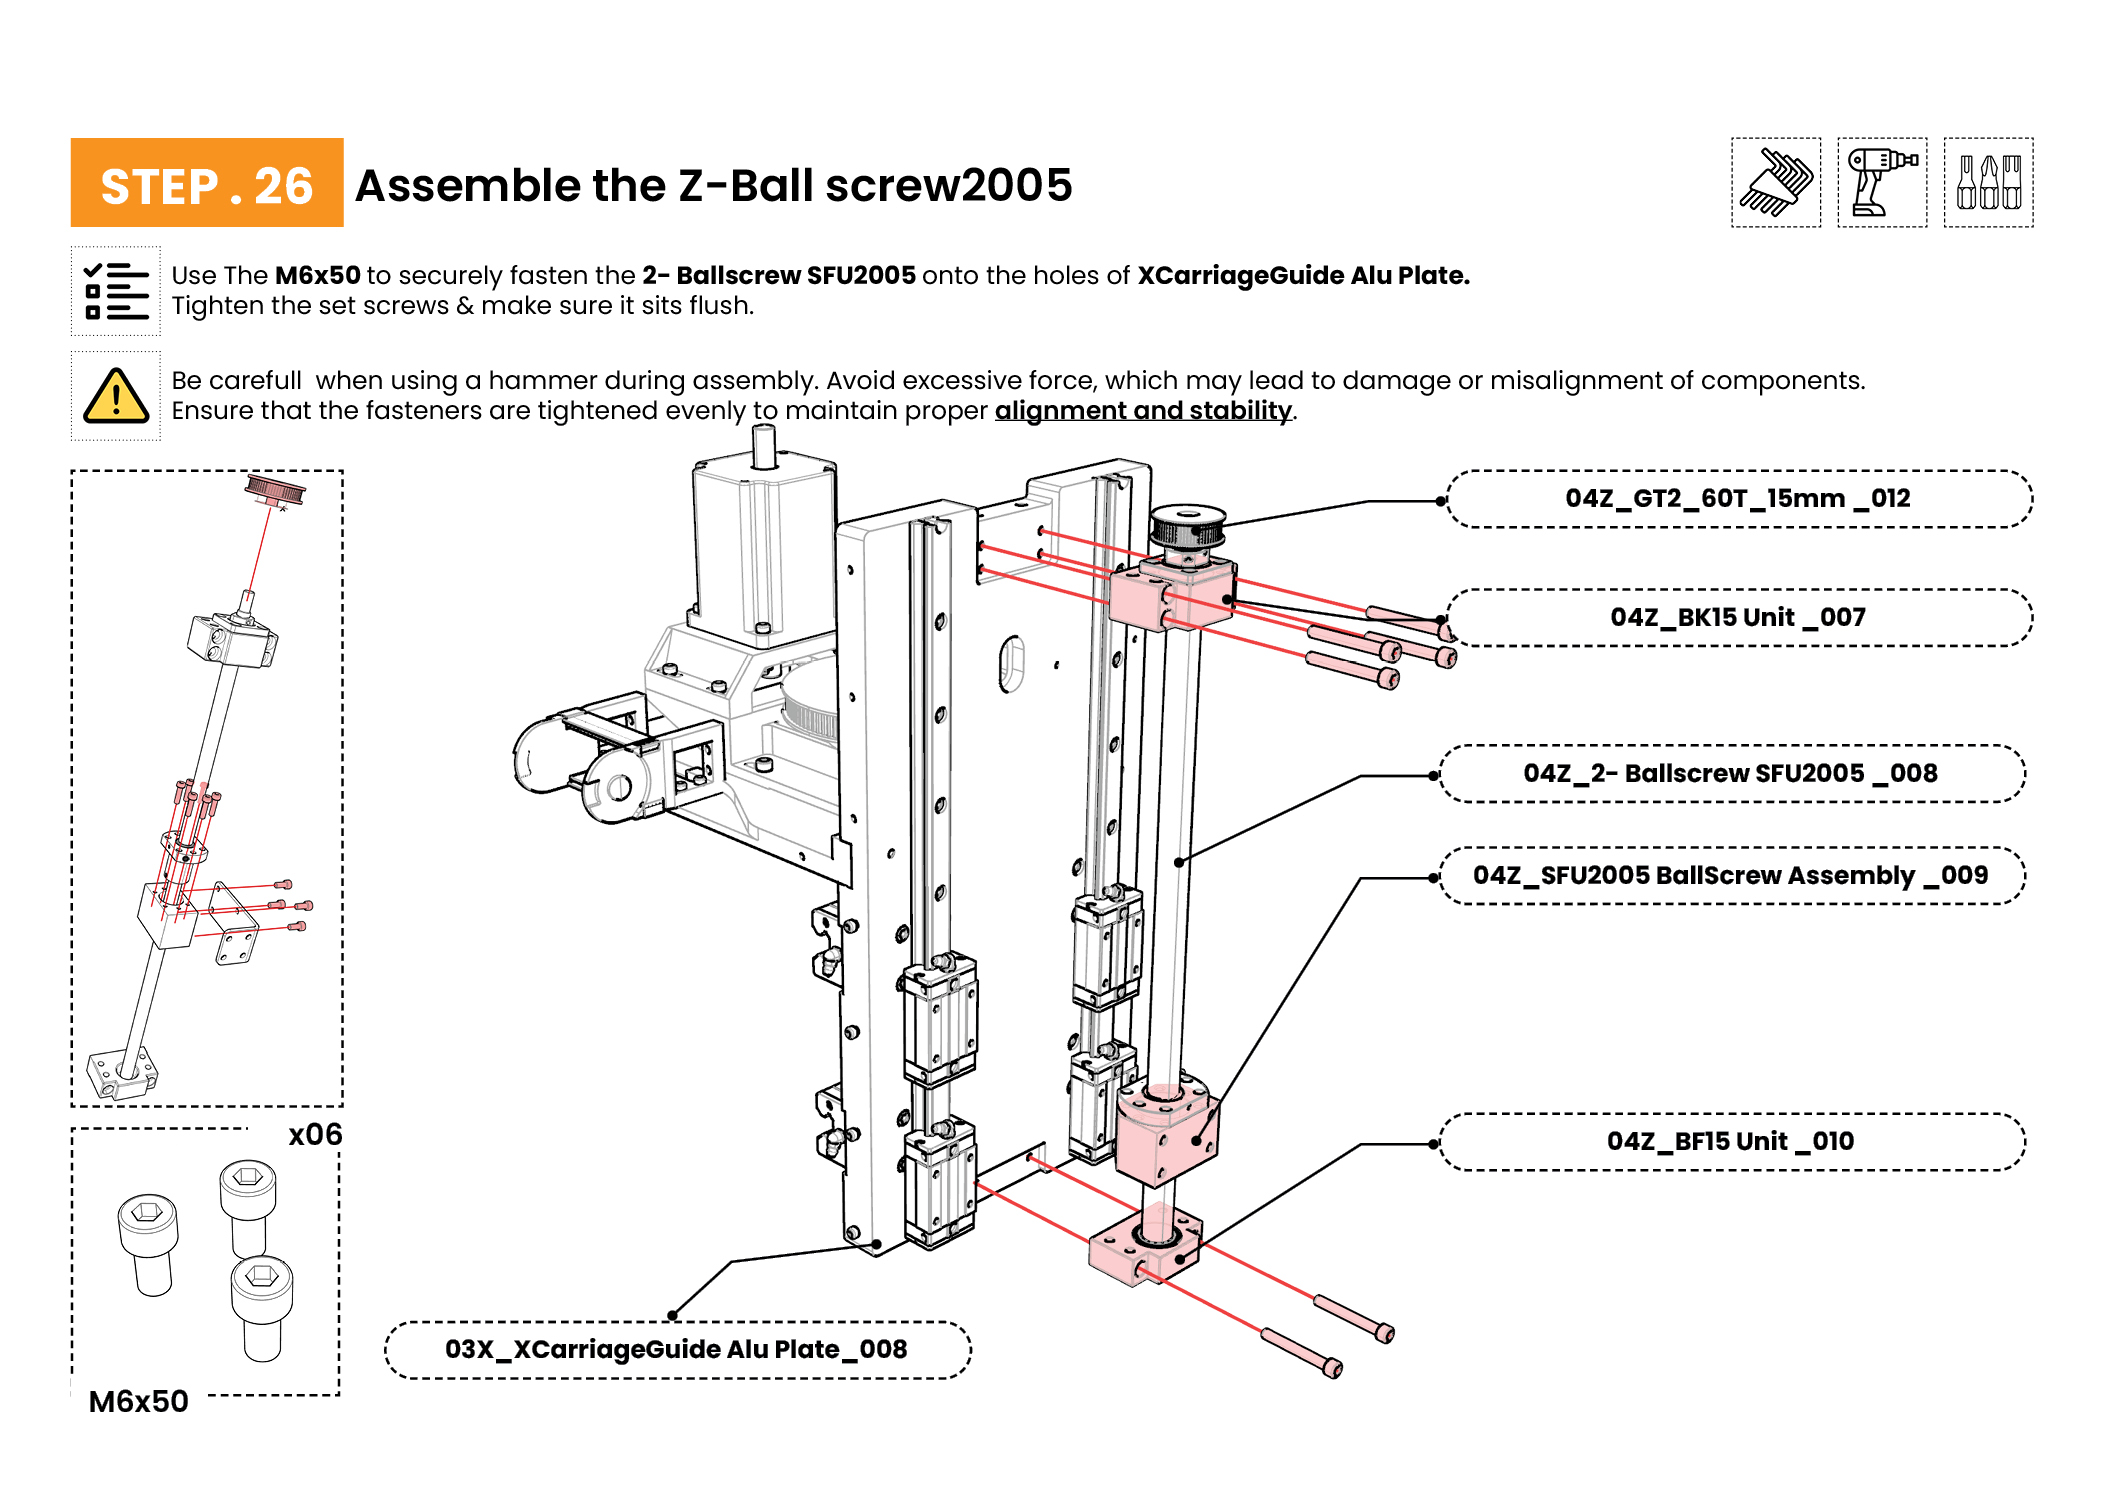 STEP . 26 Assemble the Z-Ball screw2005
Use The M6x50 to securely fasten the 2- Ballscrew SFU2005 onto the holes of XCarriageGuide Alu Plate.
Tighten the set screws & make sure it sits flush.
Be carefull  when using a hammer during assembly. Avoid excessive force, which may lead to damage or misalignment of components.
Ensure that the fasteners are tightened evenly to maintain proper alignment and stability.
04Z_GT2_60T_15mm _012
04Z_BK15 Unit _007
04Z_2- Ballscrew SFU2005 _008
04Z_SFU2005 BallScrew Assembly _009
04Z_BF15 Unit _010
03X_XCarriageGuide Alu Plate_008
x06
M6x50